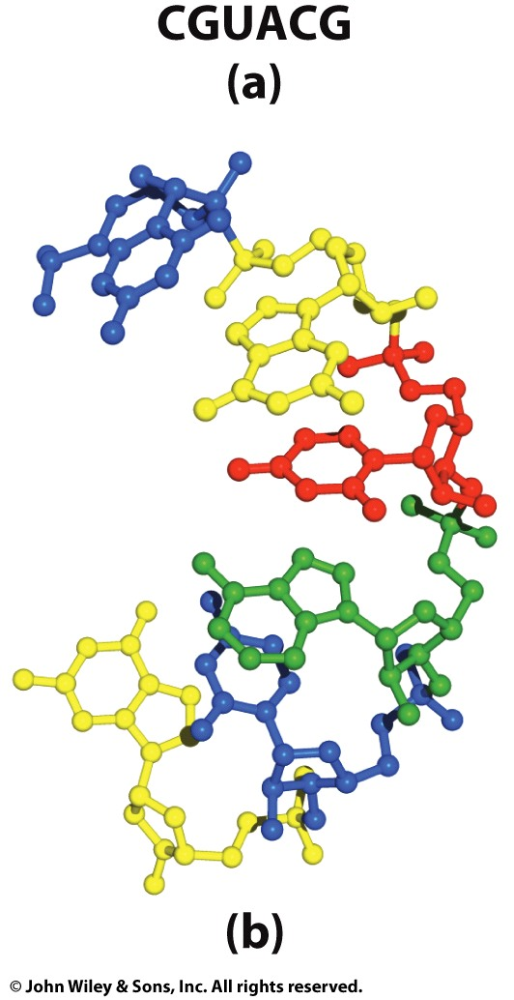 CGUACG
(a)
(b)
© John Wiley & Sons, Inc. All rights reserved.